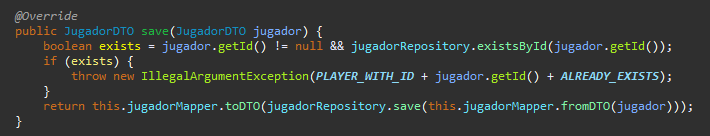 @Override
public JugadorDTO save(JugadorDTO jugador) {
    boolean exists = jugador.getId() != null && jugadorRepository.existsById(jugador.getId());
    if (exists) {
        throw new IllegalArgumentException(PLAYER_WITH_ID + jugador.getId() + ALREADY_EXISTS);
    }
    return this.jugadorMapper.toDTO(jugadorRepository.save(this.jugadorMapper.fromDTO(jugador)));
}